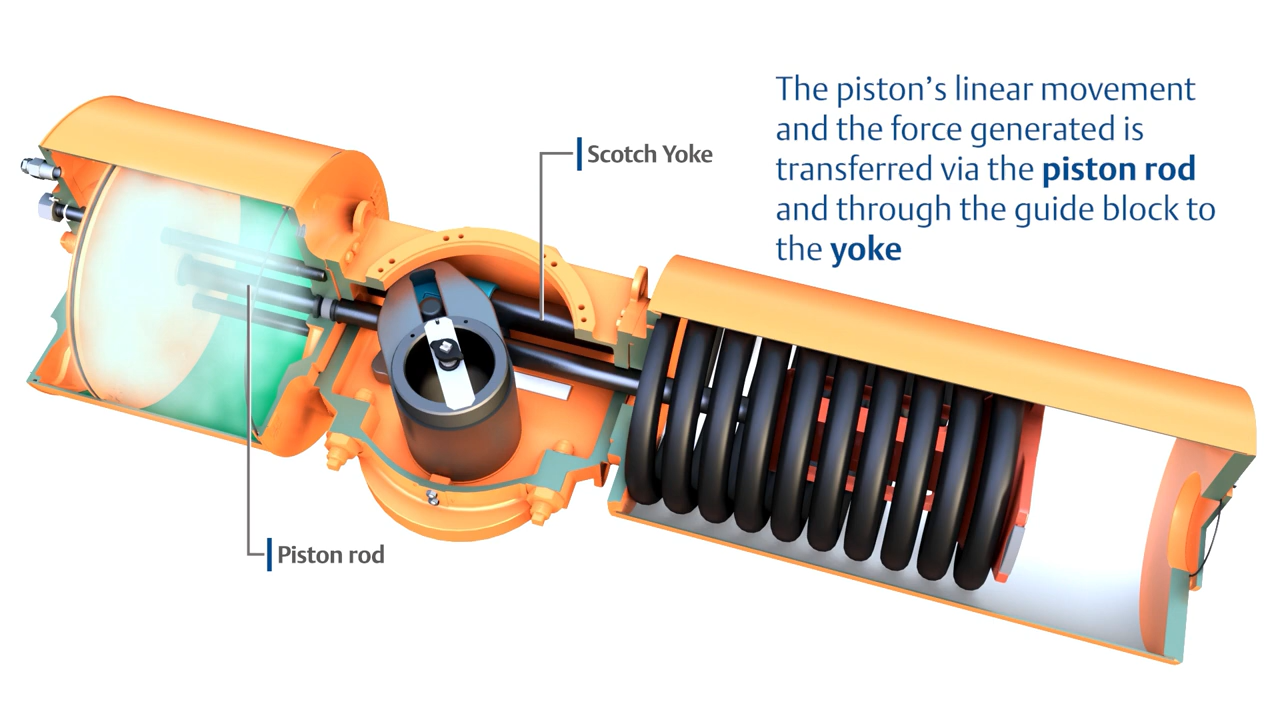 The piston’s linear movement
and the force generated is
transferred via the piston rod
and through the guide block to
the yoke
Scotch Yoke
Piston rod